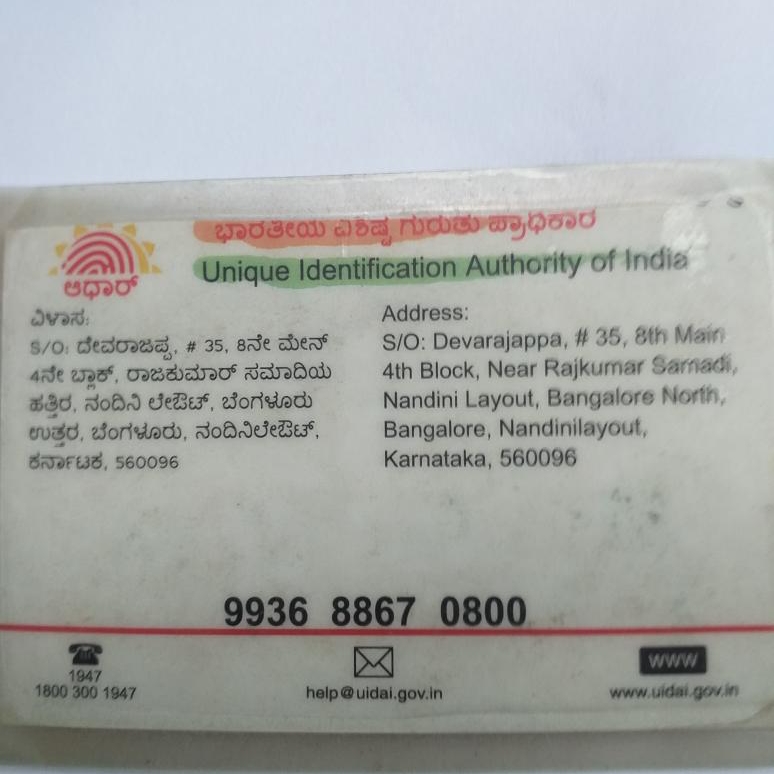 ಭಾರತೀಯ ವಿಶಿಷ್ಟ ಗುರುತು ಪ್ರಾಧಿಕಾರ
Unique Identification Authority of India
ಆಧಾರ್
ವಿಳಾಸ:
S/O: ದೇವರಾಜಪ್ಪ, # 35, 8ನೇ ಮೇನ್
4ನೇ ಬ್ಲಾಕ್, ರಾಜಕುಮಾರ್ ಸಮಾದಿಯ
ಹತ್ತಿರ, ನಂದಿನಿ ಲೇಔಟ್, ಬೆಂಗಳೂರು
ಉತ್ತರ, ಬೆಂಗಳೂರು, ನಂದಿನಿಲೇಔಟ್,
ಕರ್ನಾಟಕ, 560096
Address:
S/O: Devarajappa, # 35, 8th Main
4th Block, Near Rajkumar Samadi,
Nandini Layout, Bangalore North,
Bangalore, Nandinilayout,
Karnataka, 560096
9936 8867 0800
1947
1800 300 1947
help@uidai.gov.in
WWW
www.uidai.gov.in